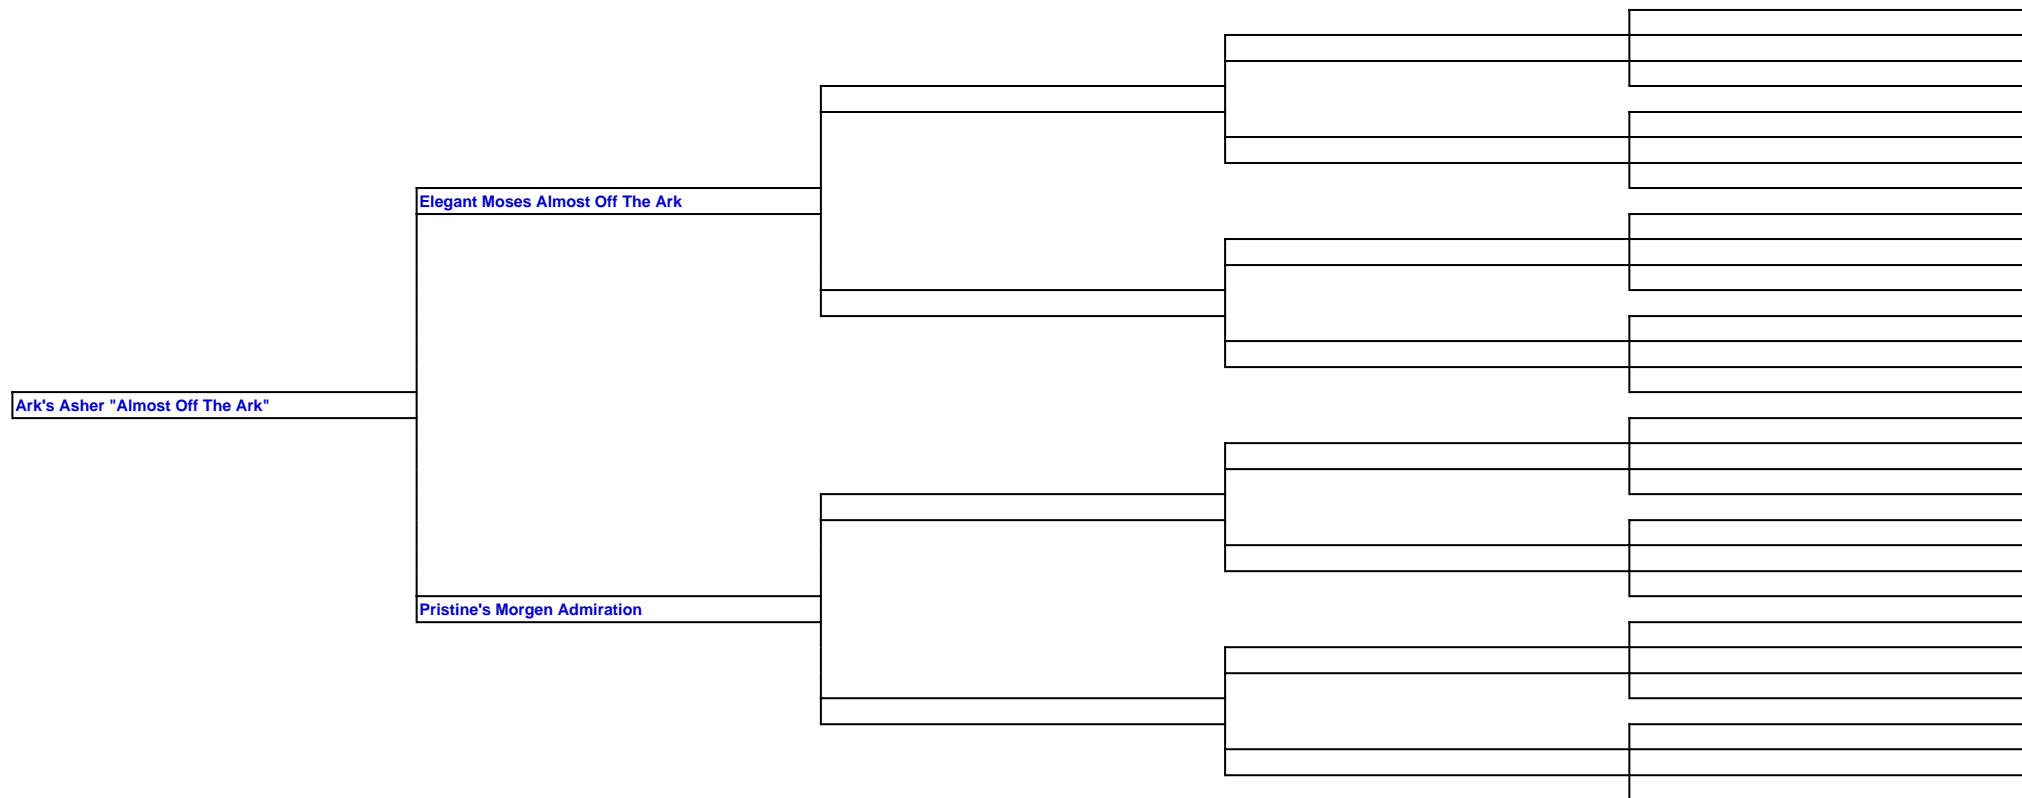 Elegant Moses Almost Off The Ark
Ark's Asher "Almost Off The Ark"
Pristine's Morgen Admiration